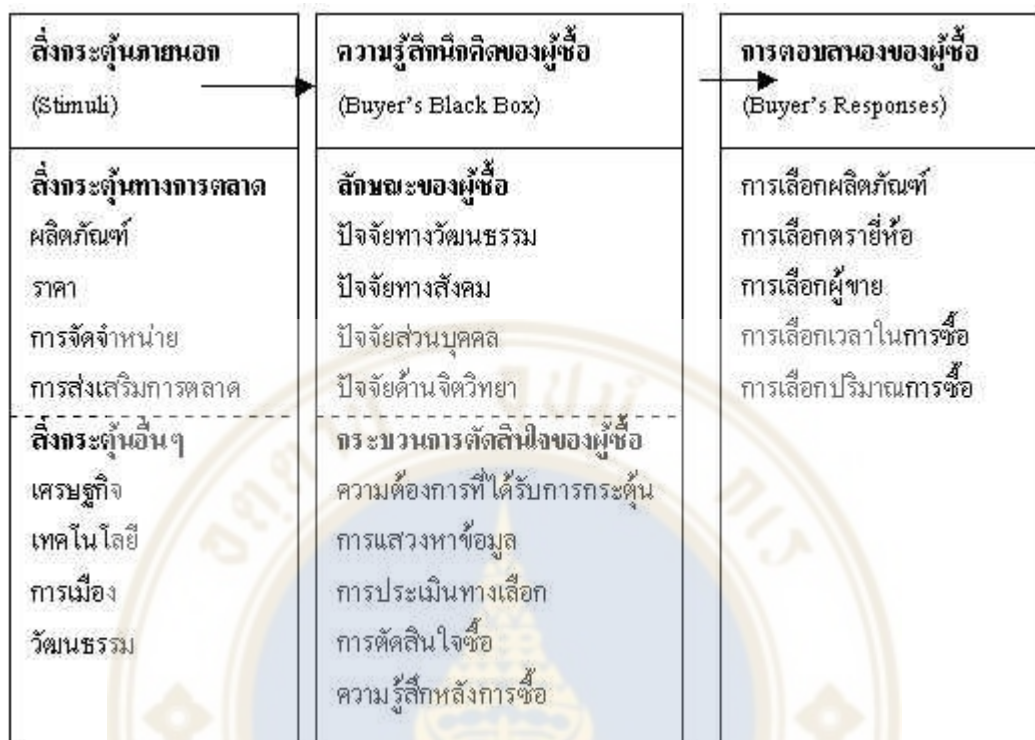 สิ่งกระตุ้นภายนอก
(Stimuli)
สิ่งกระตุ้นทางการตลาด
ผลิตภัณฑ์
ราคา
การจัดจำหน่าย
การส่งเสริมการตลาด
สิ่งกระตุ้นอื่นๆ
เศรษฐกิจ
เทคโนโลยี
การเมือง
วัฒนธรรม
ความรู้สึกนึกคิดของผู้ซื้อ
(Buyer's Black Box)
ลักษณะของผู้ซื้อ
ปัจจัยทางวัฒนธรรม
ปัจจัยทางสังคม
ปัจจัยส่วนบุคคล
ปัจจัยด้านจิตวิทยา
กระบวนการตัดสินใจของผู้ซื้อ
ความต้องการที่ได้รับการกระตุ้น
การแสวงหาข้อมูล
การประเมินทางเลือก
การตัดสินใจซื้อ
ความรู้สึกหลังการซื้อ
การตอบสนองของผู้ซื้อ
(Buyer's Responses)
การเลือกผลิตภัณฑ์
การเลือกตรายี่ห้อ
การเลือกผู้ขาย
การเลือกเวลาในการซื้อ
การเลือกปริมาณการซื้อ